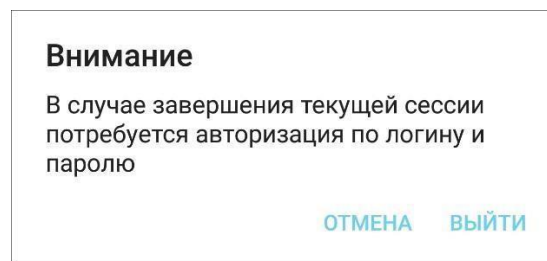 Внимание
В случае завершения текущей сессии
потребуется авторизация по логину и
паролю
ОТМЕНА ВЫЙТИ